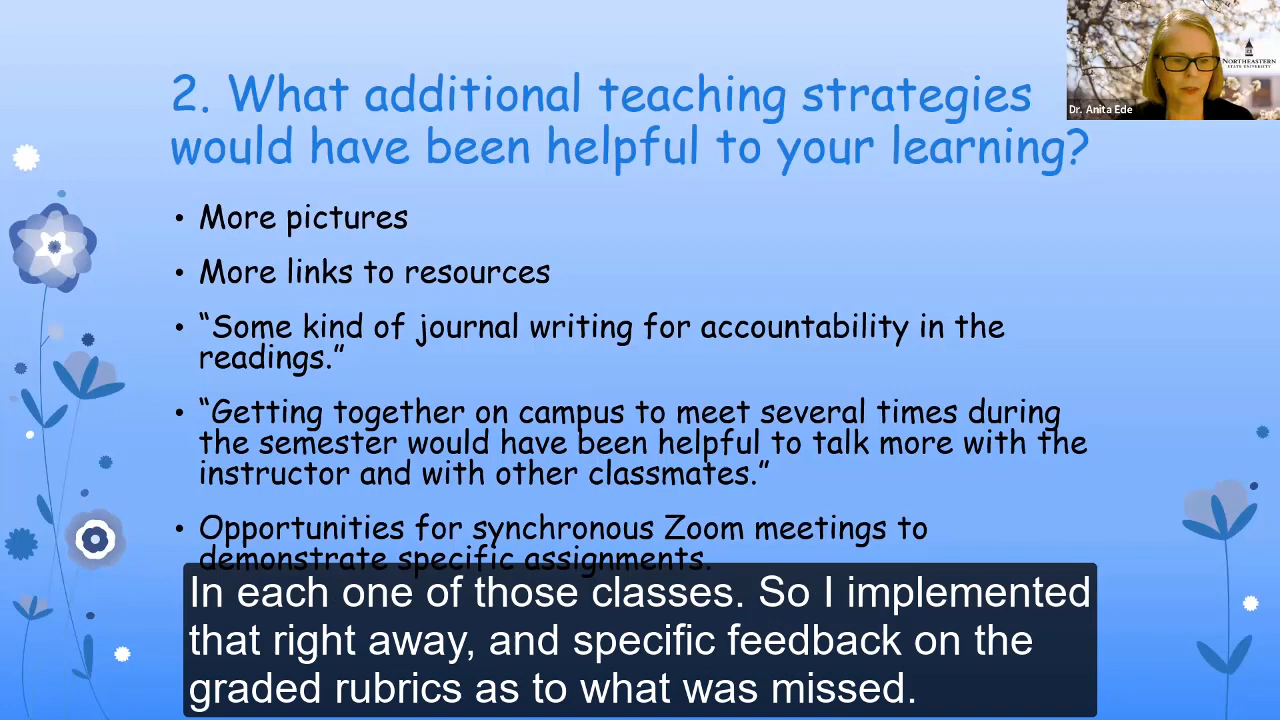 NORTHEASTERN
STATE UNIVERSITY
Dr. Anita Ede
2. What additional teaching strategies
would have been helpful to your learning?
• More pictures
• More links to resources
• “Some kind of journal writing for accountability in the
readings.”
• “Getting together on campus to meet several times during
the semester would have been helpful to talk more with the
instructor and with other classmates.”
• Opportunities for synchronous Zoom meetings to
demonstrate specific assignments.
In each one of those classes. So I implemented
that right away, and specific feedback on the
graded rubrics as to what was missed.